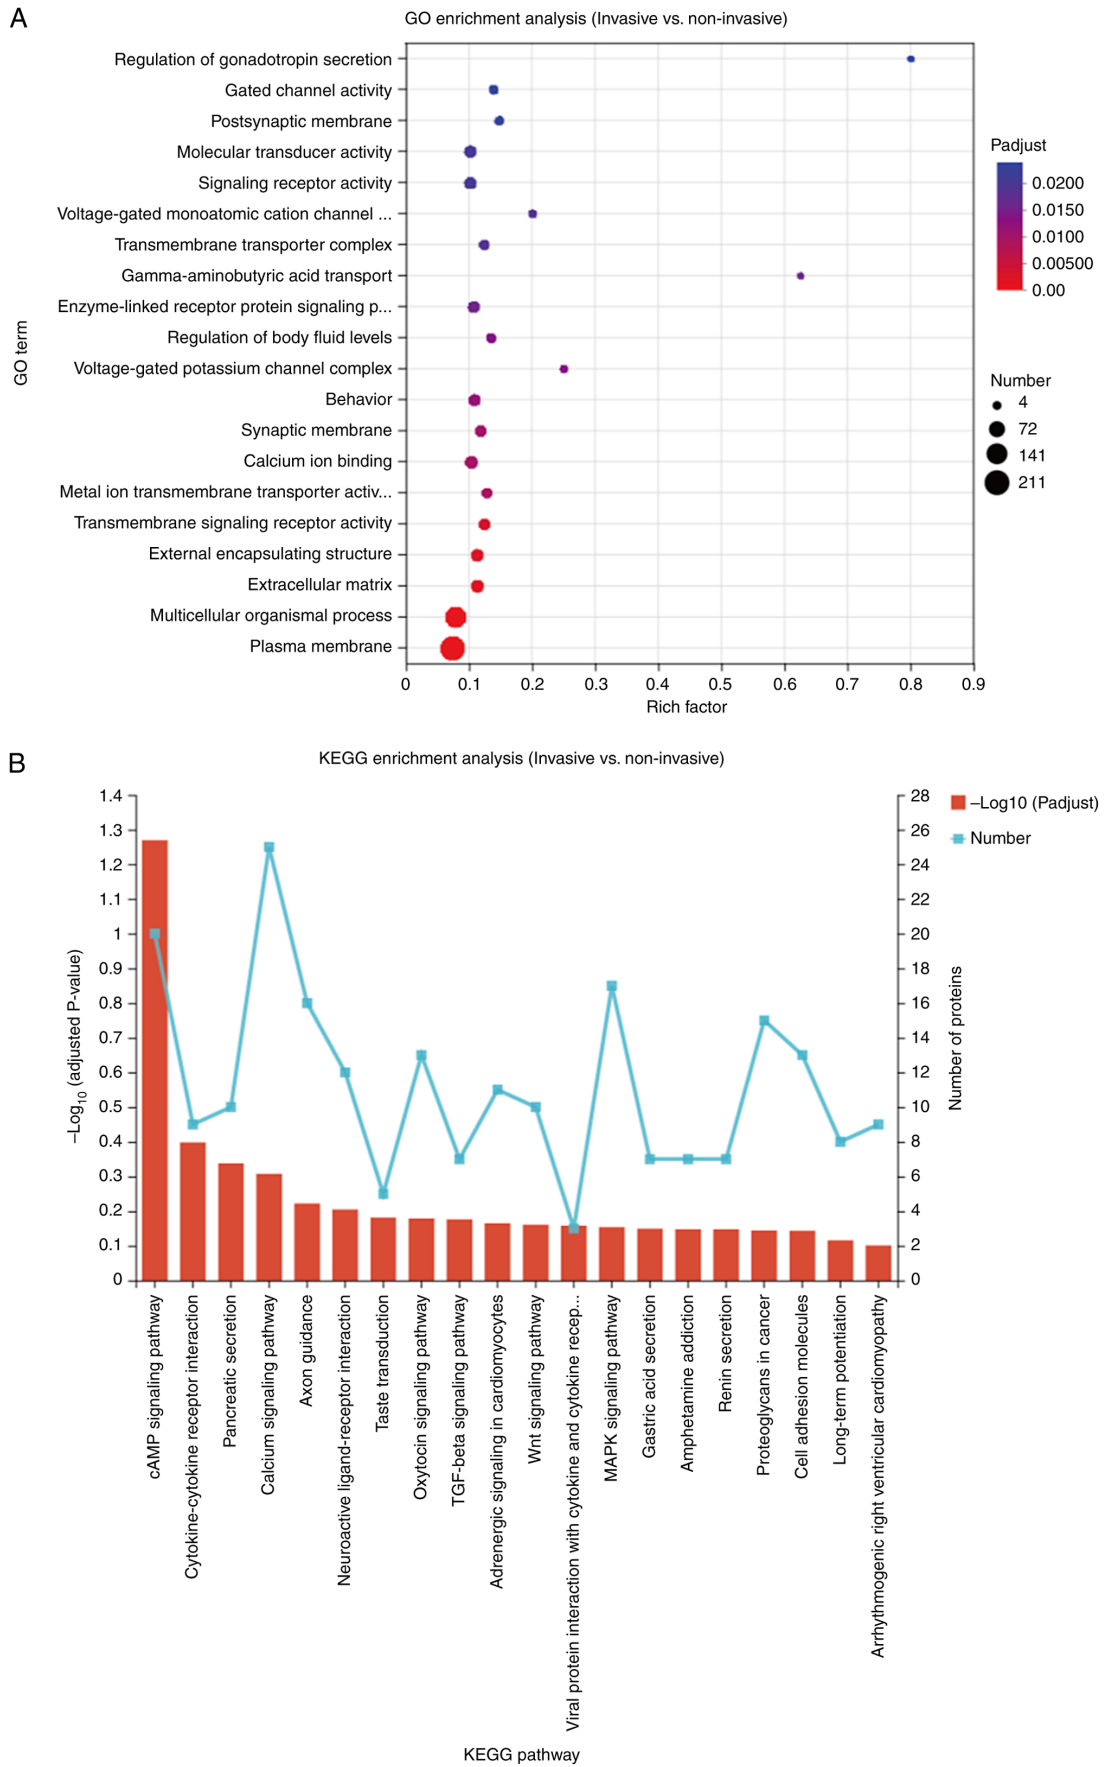 A
GO enrichment analysis (Invasive vs. non-invasive)
GO term
Regulation of gonadotropin secretion
Gated channel activity
Postsynaptic membrane
Molecular transducer activity
Signaling receptor activity
Voltage-gated monoatomic cation channel ...
Transmembrane transporter complex
Gamma-aminobutyric acid transport
Enzyme-linked receptor protein signaling p...
Regulation of body fluid levels
Voltage-gated potassium channel complex
Behavior
Synaptic membrane
Calcium ion binding
Metal ion transmembrane transporter activ...
Transmembrane signaling receptor activity
External encapsulating structure
Extracellular matrix
Multicellular organismal process
Plasma membrane
0 0.1 0.2 0.3 0.4 0.5 0.6 0.7 0.8 0.9
Rich factor
Padjust
0.0200
0.0150
0.0100
0.00500
0.00
Number
4
72
141
211
B
KEGG enrichment analysis (Invasive vs. non-invasive)
–Log10 (adjusted P-value)
1.4
1.3
1.2
1.1
1
0.9
0.8
0.7
0.6
0.5
0.4
0.3
0.2
0.1
0
28
26
24
22
20
18
16
14
12
10
8
6
4
2
0
Number of proteins
–Log10 (Padjust)
Number
cAMP signaling pathway
Cytokine-cytokine receptor interaction
Pancreatic secretion
Calcium signaling pathway
Axon guidance
Neuroactive ligand-receptor interaction
Taste transduction
Oxytocin signaling pathway
TGF-beta signaling pathway
Adrenergic signaling in cardiomyocytes
Wnt signaling pathway
Viral protein interaction with cytokine and cytokine recep...
MAPK signaling pathway
Gastric acid secretion
Amphetamine addiction
Renin secretion
Proteoglycans in cancer
Cell adhesion molecules
Long-term potentiation
Arrhythmogenic right ventricular cardiomyopathy
KEGG pathway